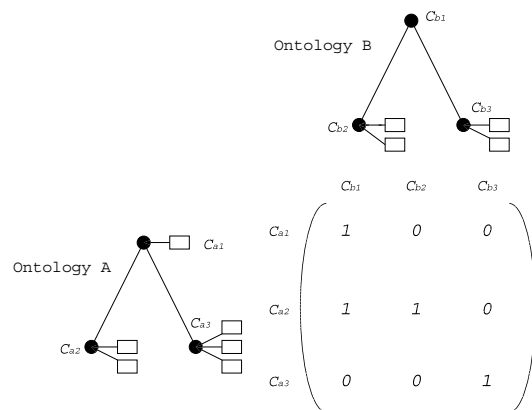 Cb1
Ontology B
Cb2
Cb3
Cb1 Cb2 Cb3
Ca1 1 0 0
Ca1
Ontology A
Ca2 1 1 0
Ca3
Ca2
Ca3 0 0 1